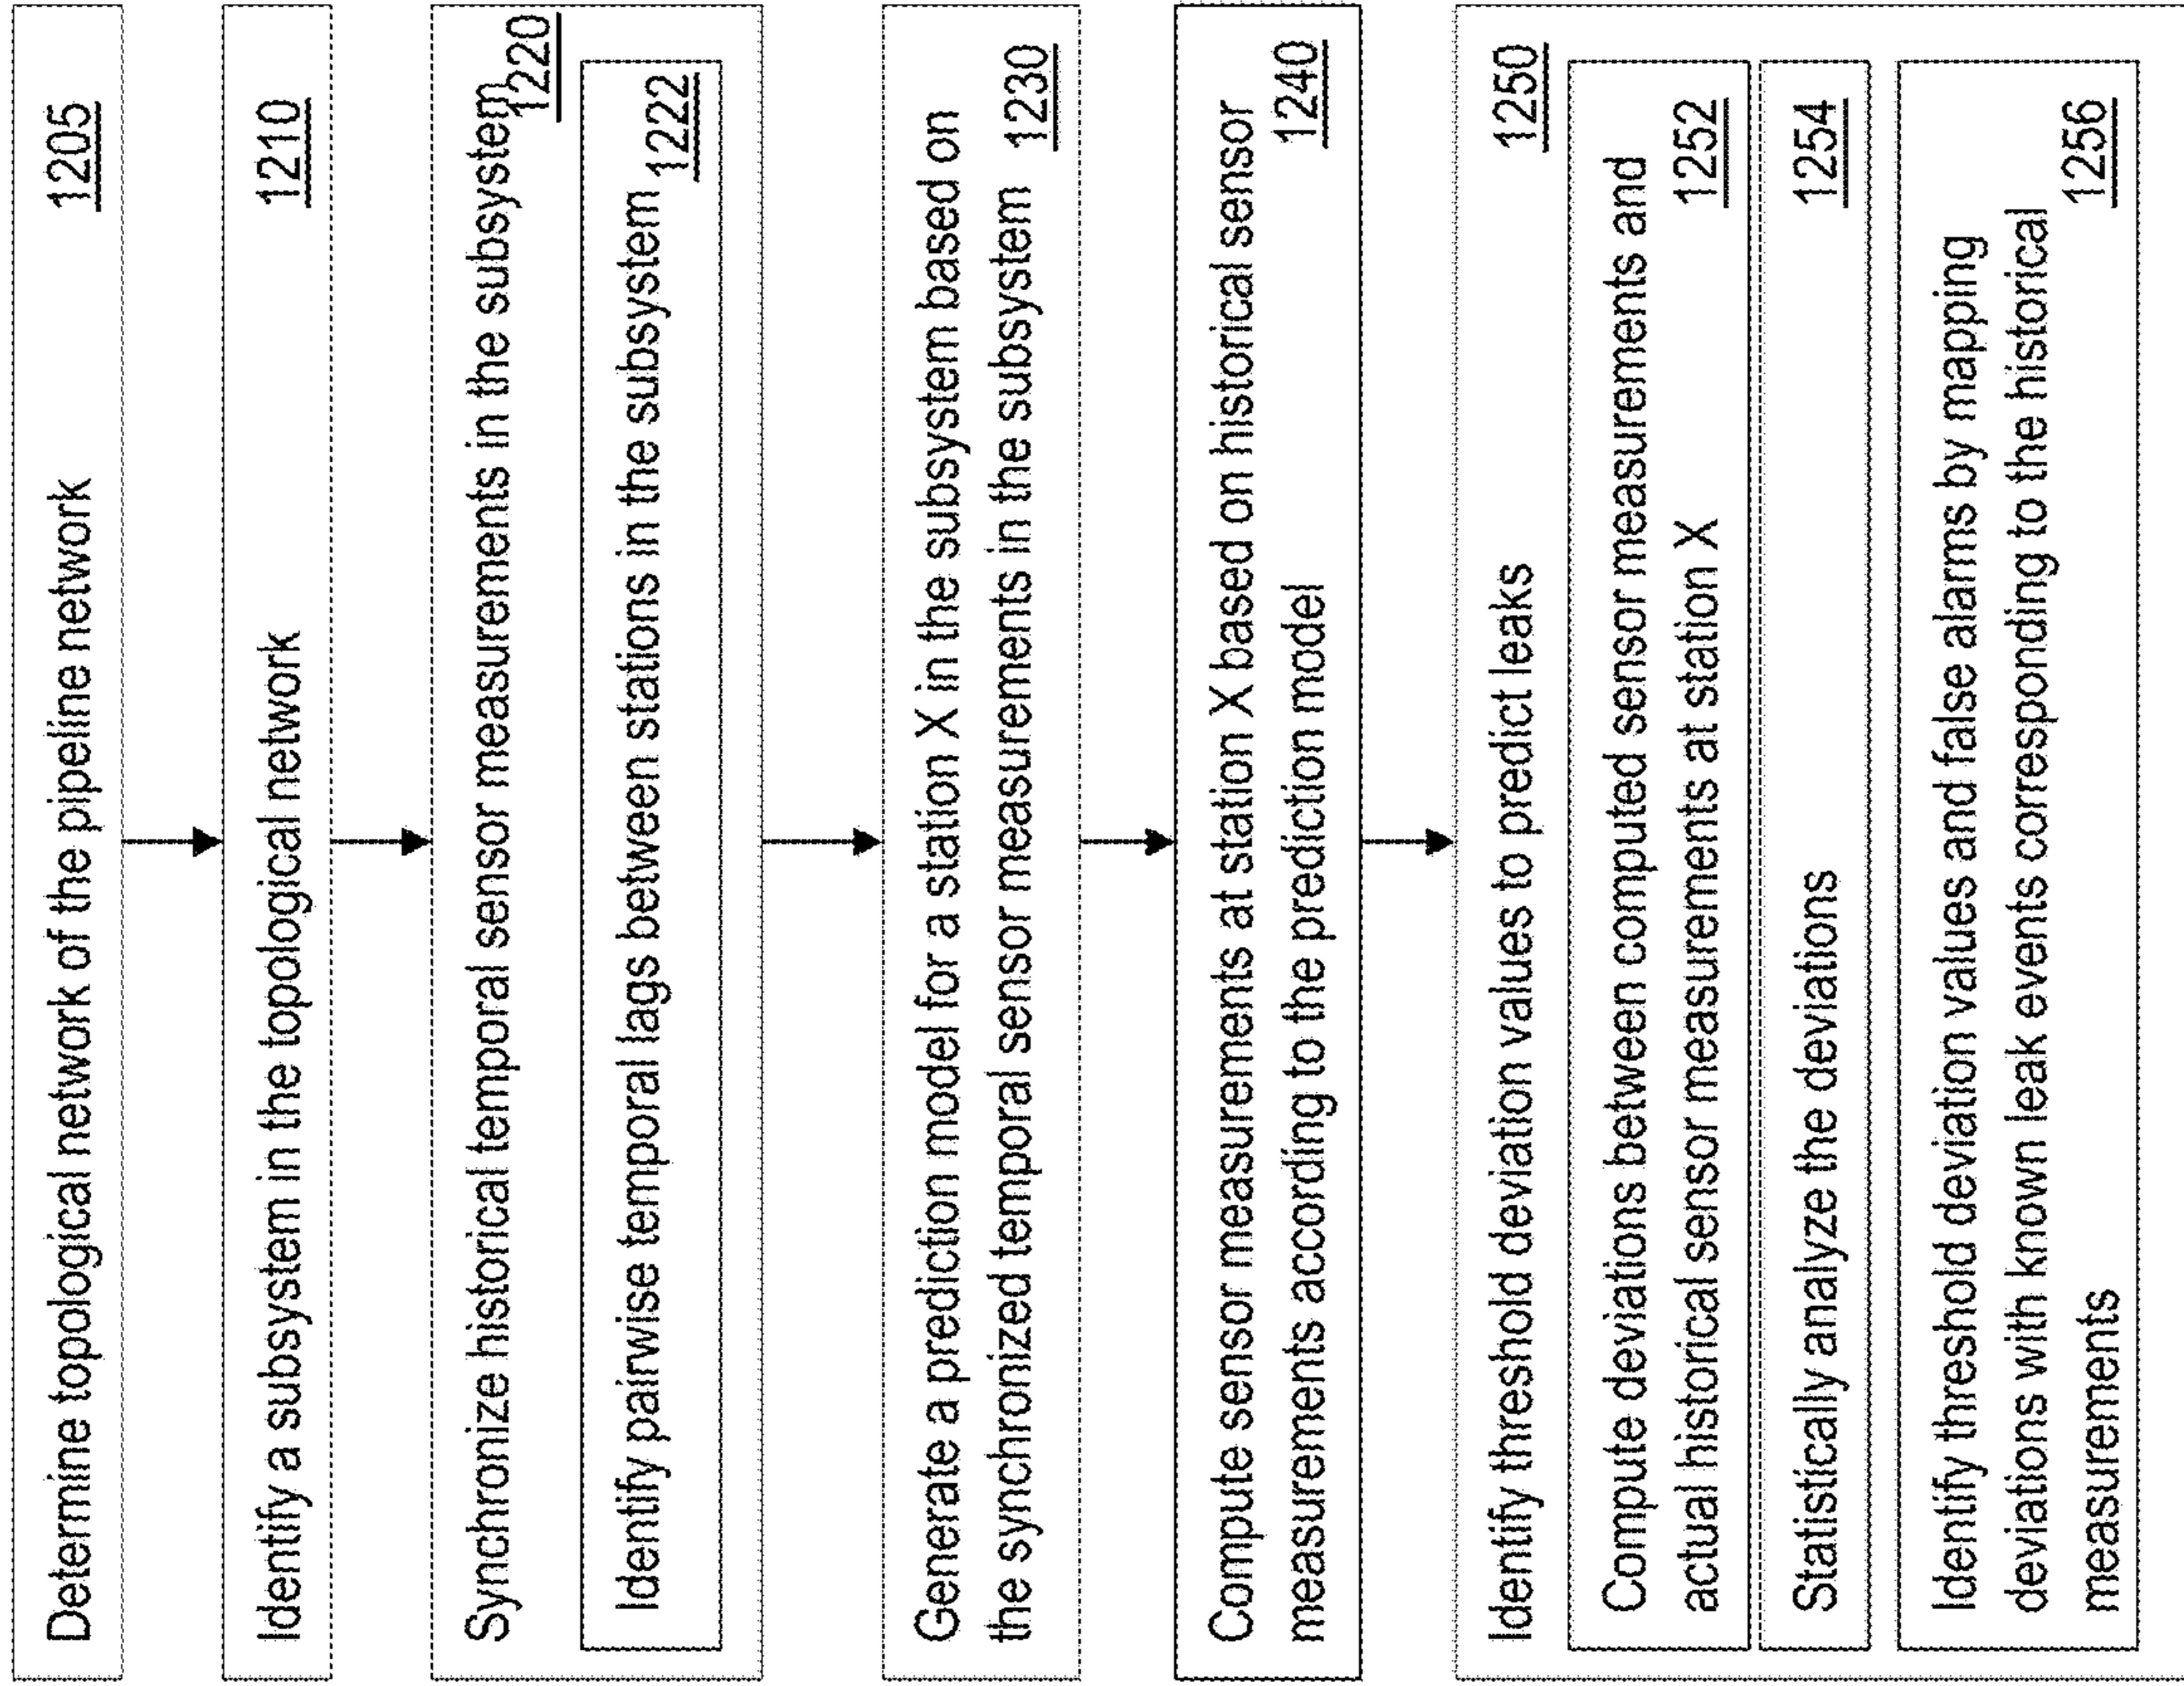 Determine topological network of the pipeline network 1205
Identify a subsystem in the topological network 1210
Synchronize historical temporal sensor measurements in the subsystem
1220
Identify pairwise temporal lags between stations in the subsystem
1222
Generate a prediction model for a station X in the subsystem based on
the synchronized temporal sensor measurements in the subsystem 1230
Compute sensor measurements at station X based on historical sensor
measurements according to the prediction model 1240
Identify threshold deviation values to predict leaks 1250
Compute deviations between computed sensor measurements and
actual historical sensor measurements at station X 1252
Statistically analyze the deviations 1254
Identify threshold deviation values and false alarms by mapping
deviations with known leak events corresponding to the historical
measurements 1256